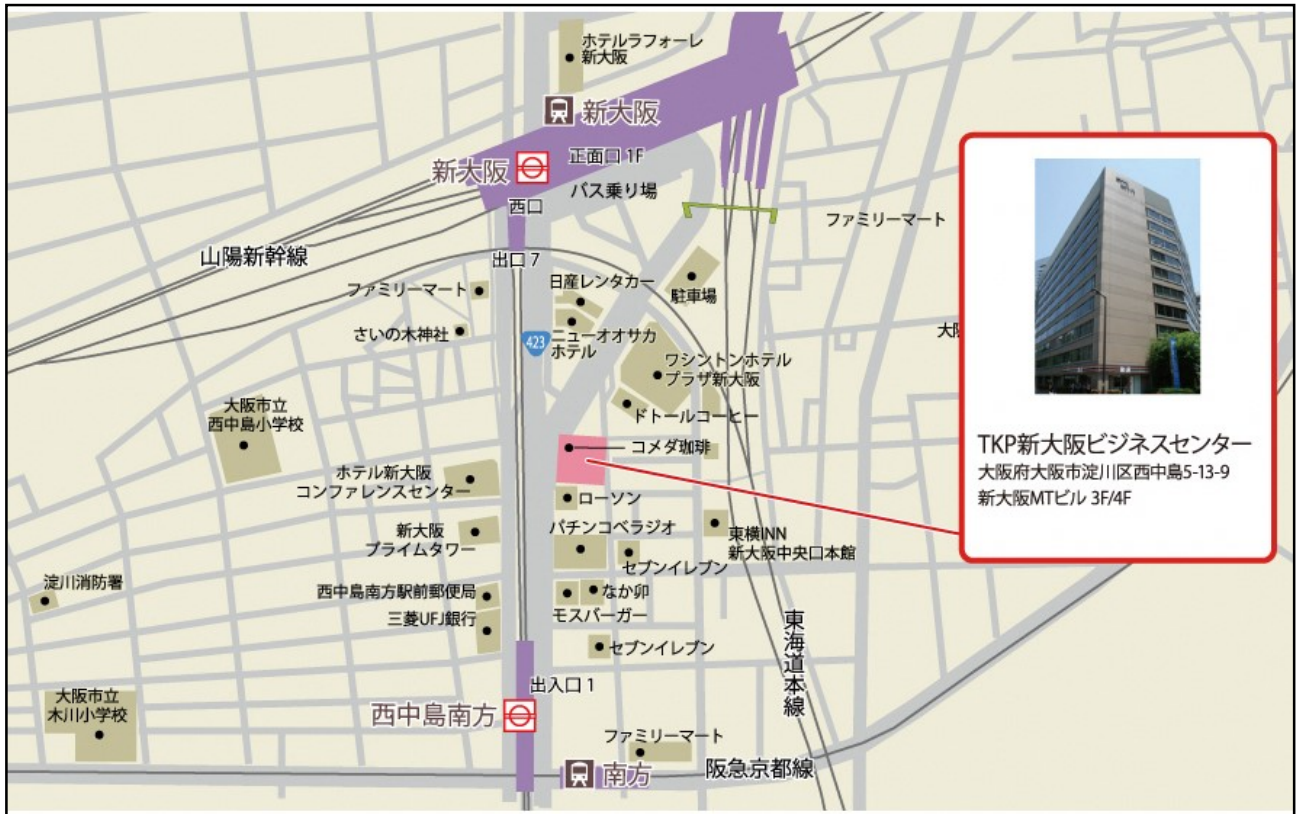 ホテルラフォーレ
新大阪
新大阪
新大阪
正面口 1F
バス乗り場
西口
ファミリーマート
山陽新幹線
出口 7
日産レンタカー
駐車場
ファミリーマート
さいの木神社
423
ニューオオサカ
ホテル
大阪
ワシントンホテル
プラザ新大阪
大阪市立
西中島小学校
ドトールコーヒー
コメダ珈琲
TKP新大阪ビジネスセンター
大阪府大阪市淀川区西中島5-13-9
新大阪MTビル 3F/4F
ホテル新大阪
コンファレンスセンター
ローソン
新大阪
プライムタワー
パチンコベラジオ
東横INN
新大阪中央口本館
セブンイレブン
淀川消防署
西中島南方駅前郵便局
なか卯
三菱UFJ銀行
モスバーガー
東海道本線
セブンイレブン
出入口 1
大阪市立
木川小学校
西中島南方
ファミリーマート
南方
阪急京都線